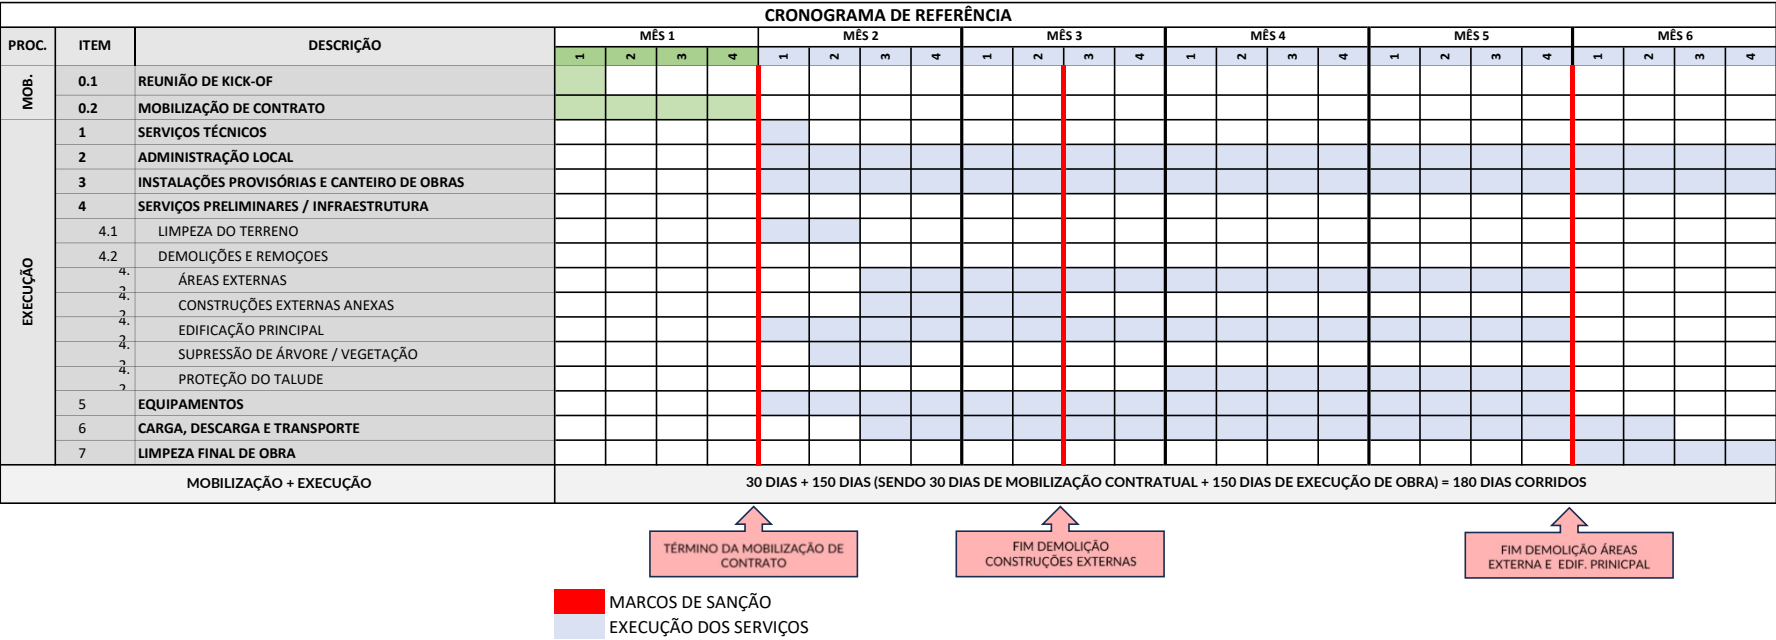 CRONOGRAMA DE REFERÊNCIA
PROC. ITEM DESCRIÇÃO MÊS 1 MÊS 2 MÊS 3 MÊS 4 MÊS 5 MÊS 6
1 2 3 4 1 2 3 4 1 2 3 4 1 2 3 4 1 2 3 4 1 2 3 4
MOB.
0.1 REUNIÃO DE KICK-OF
0.2 MOBILIZAÇÃO DE CONTRATO
EXECUÇÃO
1 SERVIÇOS TÉCNICOS
2 ADMINISTRAÇÃO LOCAL
3 INSTALAÇÕES PROVISÓRIAS E CANTEIRO DE OBRAS
4 SERVIÇOS PRELIMINARES / INFRAESTRUTURA
4.1 LIMPEZA DO TERRENO
4.2 DEMOLIÇÕES E REMOÇOES
4. ÁREAS EXTERNAS
4. CONSTRUÇÕES EXTERNAS ANEXAS
4. EDIFICAÇÃO PRINCIPAL
4. SUPRESSÃO DE ÁRVORE / VEGETAÇÃO
4. PROTEÇÃO DO TALUDE
5 EQUIPAMENTOS
6 CARGA, DESCARGA E TRANSPORTE
7 LIMPEZA FINAL DE OBRA
MOBILIZAÇÃO + EXECUÇÃO 30 DIAS + 150 DIAS (SENDO 30 DIAS DE MOBILIZAÇÃO CONTRATUAL + 150 DIAS DE EXECUÇÃO DE OBRA) = 180 DIAS CORRIDOS
TÉRMINO DA MOBILIZAÇÃO DE
CONTRATO
FIM DEMOLIÇÃO
CONSTRUÇÕES EXTERNAS
FIM DEMOLIÇÃO ÁREAS
EXTERNA E EDIF. PRINICPAL
MARCOS DE SANÇÃO
EXECUÇÃO DOS SERVIÇOS